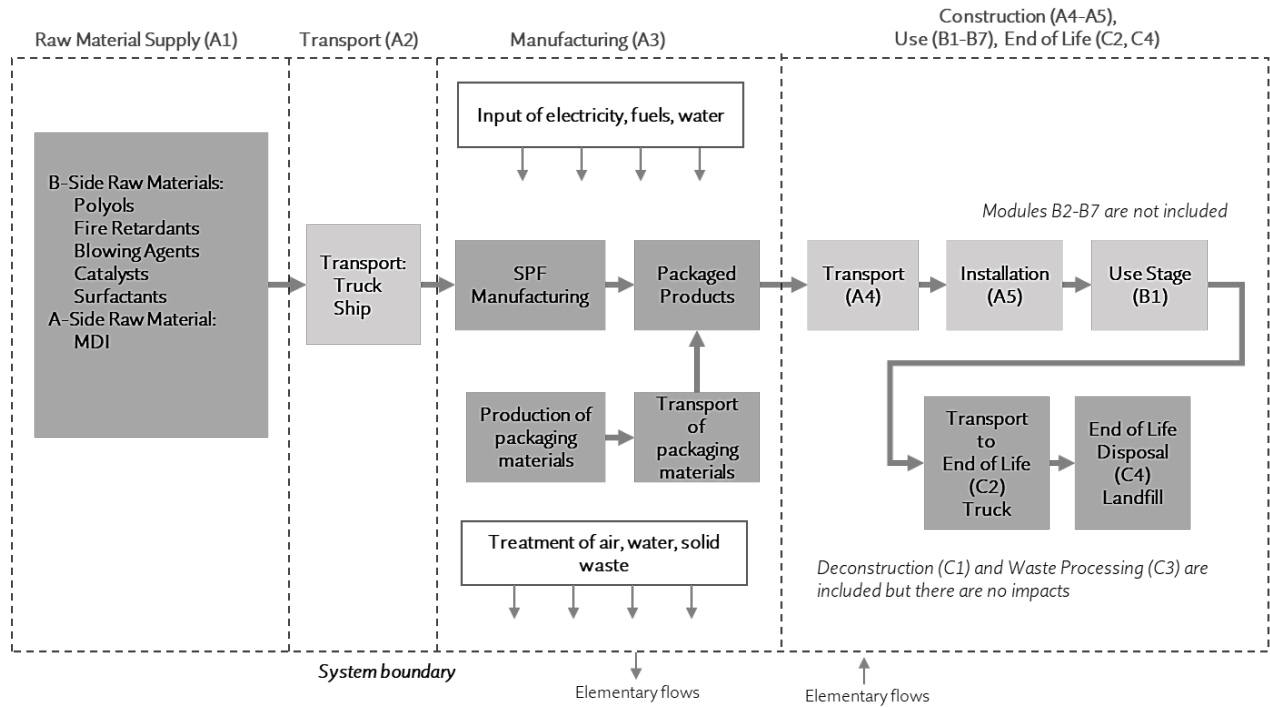 Raw Material Supply (A1)
Transport (A2)
Manufacturing (A3)
Construction (A4-A5),
Use (B1-B7), End of Life (C2, C4)
B-Side Raw Materials:
Polyols
Fire Retardants
Blowing Agents
Catalysts
Surfactants
A-Side Raw Material:
MDI
Transport:
Truck
Ship
Input of electricity, fuels, water
SPF
Manufacturing
Packaged
Products
Production of
packaging
materials
Transport
of
packaging
materials
Treatment of air, water, solid
waste
Modules B2-B7 are not included
Transport
(A4)
Installation
(A5)
Use Stage
(B1)
Transport
to
End of Life
(C2)
Truck
End of Life
Disposal
(C4)
Landfill
Deconstruction (C1) and Waste Processing (C3) are
included but there are no impacts
System boundary
Elementary flows
Elementary flows